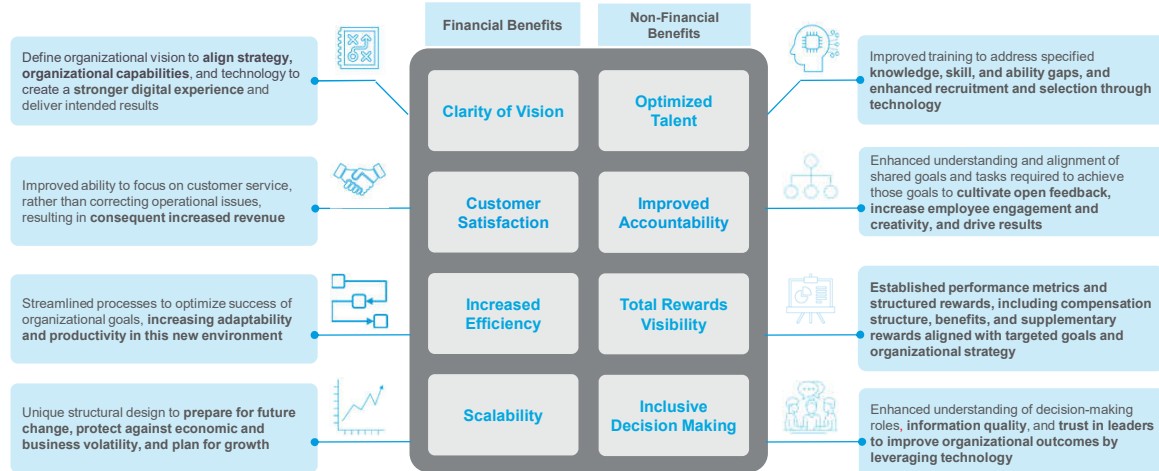 Financial Benefits
Non-Financial
Benefits
Define organizational vision to align strategy,
organizational capabilities, and technology to
create a stronger digital experience and
deliver intended results
Clarity of Vision
Optimized
Talent
Improved training to address specified
knowledge, skill, and ability gaps, and
enhanced recruitment and selection through
technology
Improved ability to focus on customer service,
rather than correcting operational issues,
resulting in consequent increased revenue
Customer
Satisfaction
Improved
Accountability
Enhanced understanding and alignment of
shared goals and tasks required to achieve
those goals to cultivate open feedback,
increase employee engagement and
creativity, and drive results
Streamlined processes to optimize success of
organizational goals, increasing adaptability
and productivity in this new environment
Increased
Efficiency
Total Rewards
Visibility
Established performance metrics and
structured rewards, including compensation
structure, benefits, and supplementary
rewards aligned with targeted goals and
organizational strategy
Unique structural design to prepare for future
change, protect against economic and
business volatility, and plan for growth
Scalability
Inclusive
Decision Making
Enhanced understanding of decision-making
roles, information quality, and trust in leaders
to improve organizational outcomes by
leveraging technology